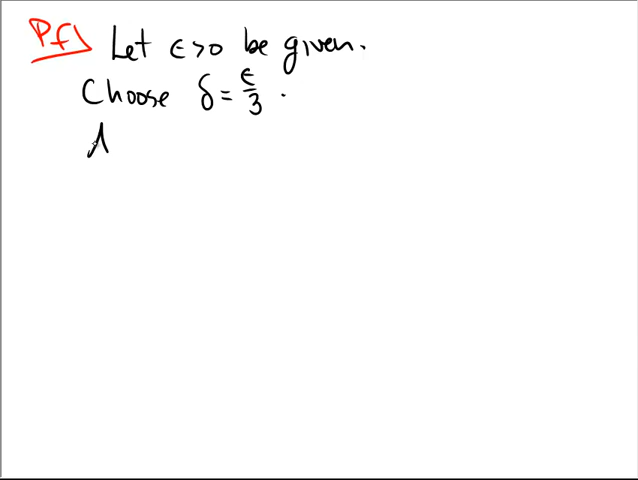 Pf) Let ε>0 be given.
Choose δ = ε/3 .